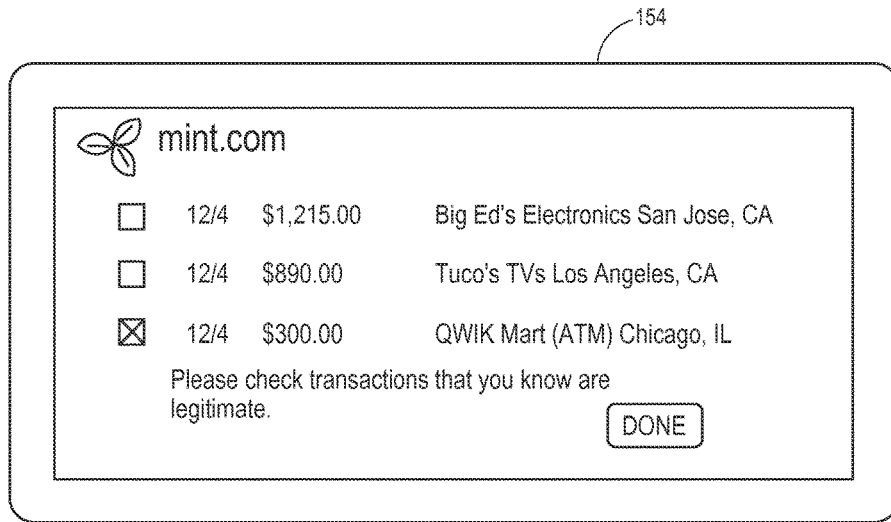 154
mint.com
12/4 $1,215.00 Big Ed's Electronics San Jose, CA
12/4 $890.00 Tuco's TVs Los Angeles, CA
12/4 $300.00 QWIK Mart (ATM) Chicago, IL
Please check transactions that you know are
legitimate.
DONE